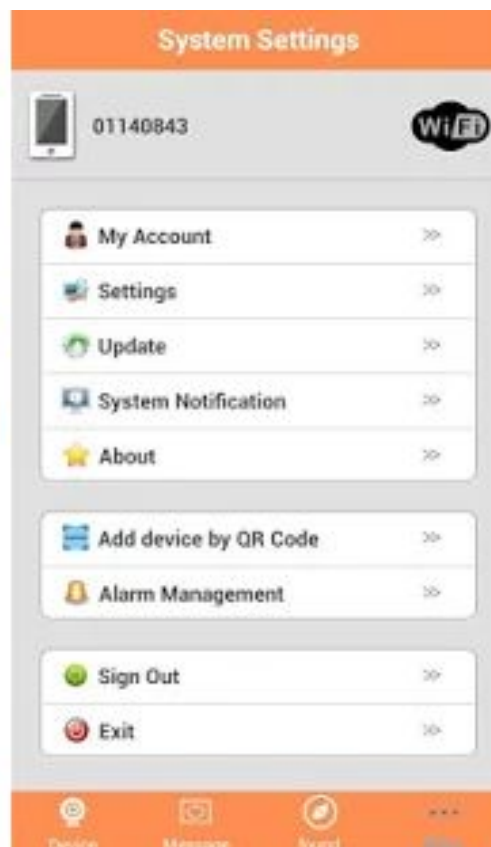 System Settings
01140843
WiFi
My Account >>
Settings >>
Update >>
System Notification >>
About >>
Add device by QR Code >>
Alarm Management >>
Sign Out >>
Exit >>
Device Message found